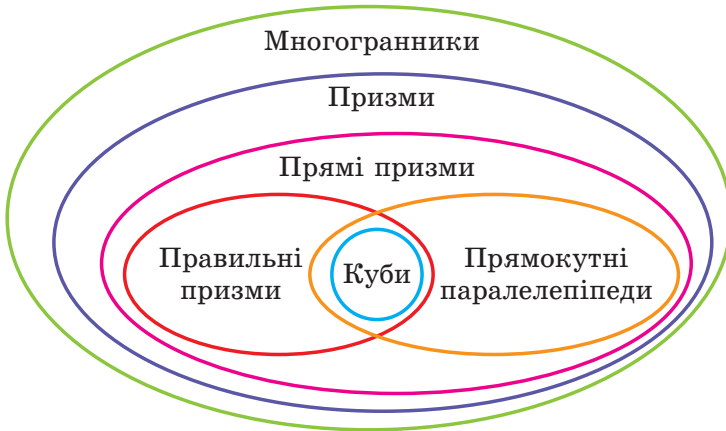 Многогранники
Призми
Прямі призми
Правильні
призми
Куби
Прямокутні
паралелепіпеди